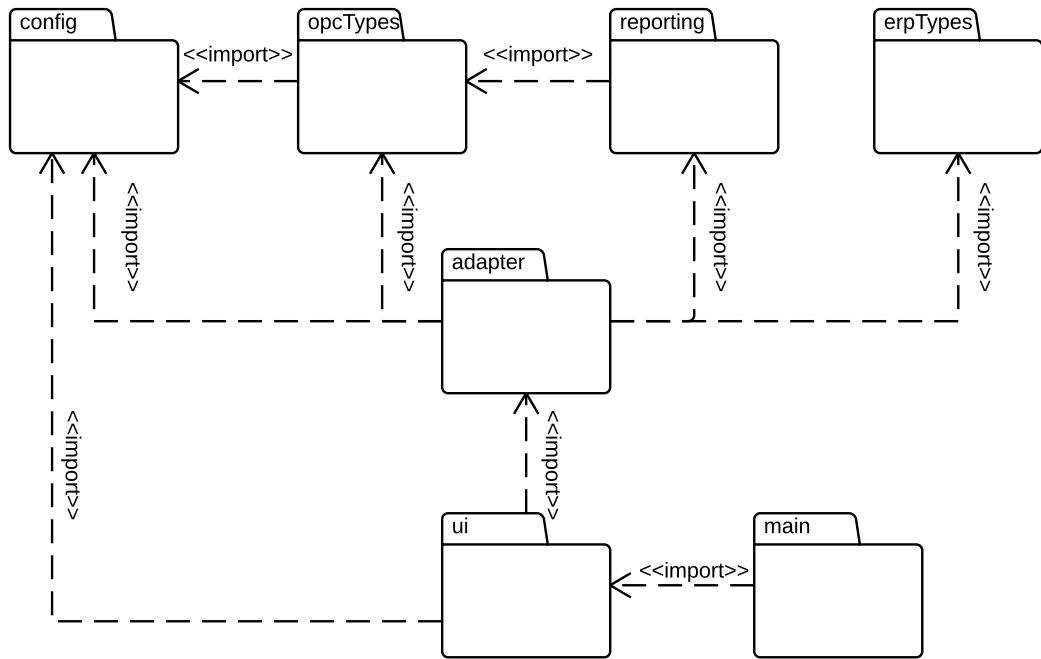 config
opcTypes
reporting
erpTypes
<<import>>
<<import>>
<<import>>
<<import>>
<<import>>
<<import>>
adapter
<<import>>
<<import>>
ui
main
<<import>>